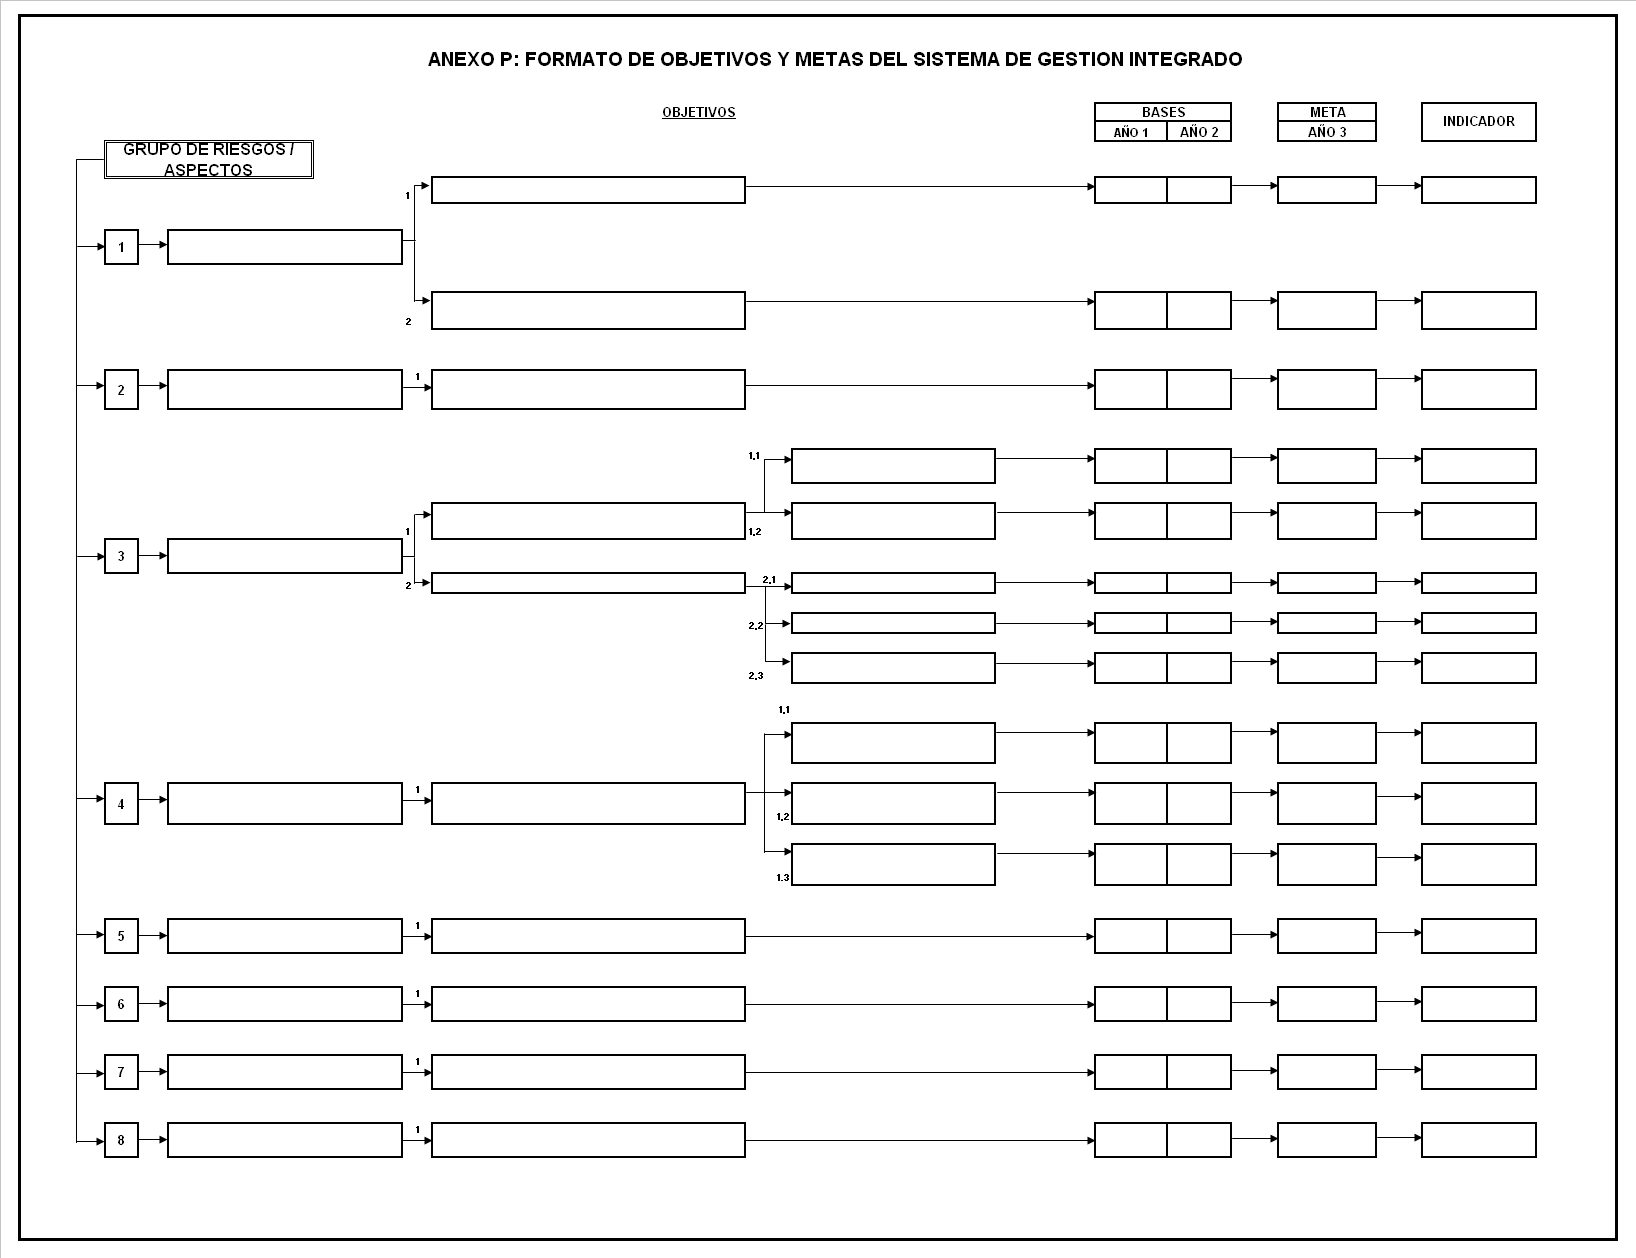 ANEXO P: FORMATO DE OBJETIVOS Y METAS DEL SISTEMA DE GESTION INTEGRADO
OBJETIVOS
BASES
META
INDICADOR
AÑO 1
AÑO 2
AÑO 3
GRUPO DE RIESGOS /
ASPECTOS
1
1
2
2
1
1,1
1
1,2
3
2
2,1
2,2
2,3
1,1
4
1
1,2
1,3
5
1
6
1
7
1
8
1